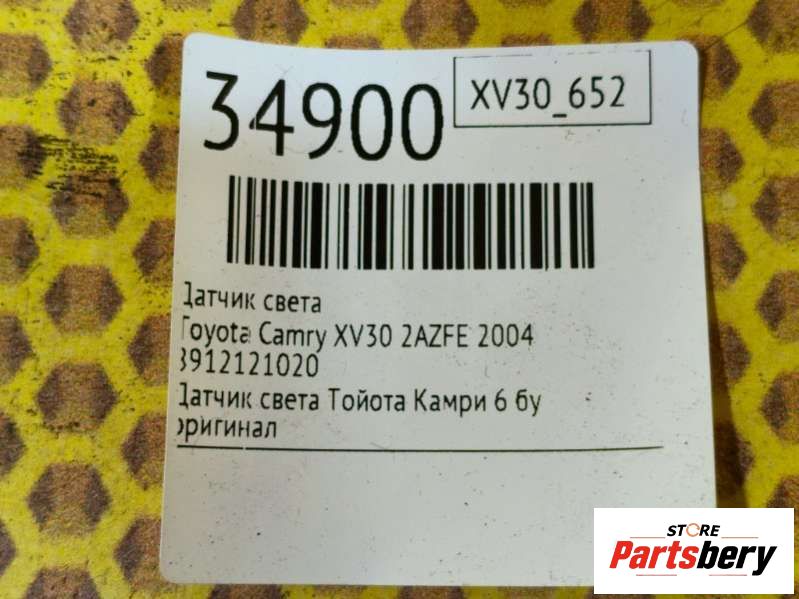 34900
XV30_652
Датчик света
Toyota Camry XV30 2AZFE 2004
8912121020
Датчик света Тойота Камри 6 бу
оригинал
STORE
Partsbery